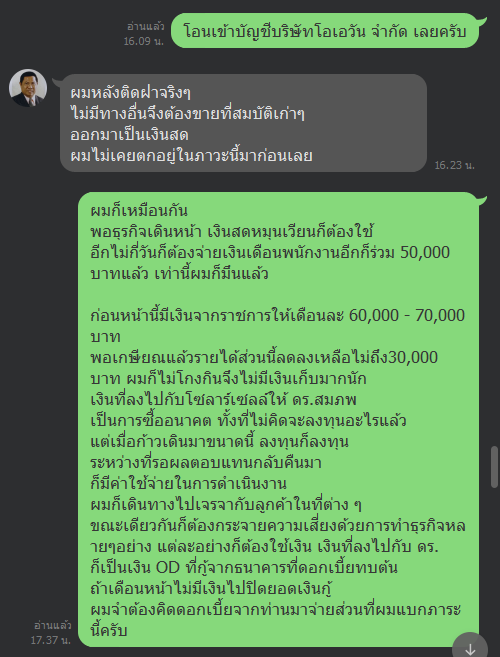 อ่านแล้ว
16.09 น.
โอนเข้าบัญชีบริษัทโอเอวัน จำกัด เลยครับ
ผมหลังติดฝาจริงๆ
ไม่มีทางอื่นจึงต้องขายที่สมบัติเก่าๆ
ออกมาเป็นเงินสด
ผมไม่เคยตกอยู่ในภาวะนี้มาก่อนเลย
16.23 น.
ผมก็เหมือนกัน
พอธุรกิจเดินหน้า เงินสดหมุนเวียนก็ต้องใช้
อีกไม่กี่วันก็ต้องจ่ายเงินเดือนพนักงานอีกก็ร่วม 50,000
บาทแล้ว เท่านี้ผมก็มึนแล้ว
ก่อนหน้านี้มีเงินจากราชการให้เดือนละ 60,000 - 70,000
บาท
พอเกษียณแล้วรายได้ส่วนนี้ลดลงเหลือไม่ถึง30,000
บาท ผมก็ไม่โกงกินจึงไม่มีเงินเก็บมากนัก
เงินที่ลงไปกับโซลาร์เซลล์ให้ ดร.สมภพ
เป็นการซื้ออนาคต ทั้งที่ไม่คิดจะลงทุนอะไรแล้ว
แต่เมื่อก้าวเดินมาขนาดนี้ ลงทุนก็ลงทุน
ระหว่างที่รอผลตอบแทนกลับคืนมา
ก็มีค่าใช้จ่ายในการดำเนินงาน
ผมก็เดินทางไปเจรจากับลูกค้าในที่ต่าง ๆ
ขณะเดียวกันก็ต้องกระจายความเสี่ยงด้วยการทำธุรกิจหล
ายๆอย่าง แต่ละอย่างก็ต้องใช้เงิน เงินที่ลงไปกับ ดร.
ก็เป็นเงิน OD ที่กู้จากธนาคารที่ดอกเบี้ยทบต้น
ถ้าเดือนหน้าไม่มีเงินไปปิดยอดเงินกู้
ผมจำต้องคิดดอกเบี้ยจากท่านมาจ่ายส่วนที่ผมแบกภาระ
นี้ครับ
อ่านแล้ว
17.37 น.